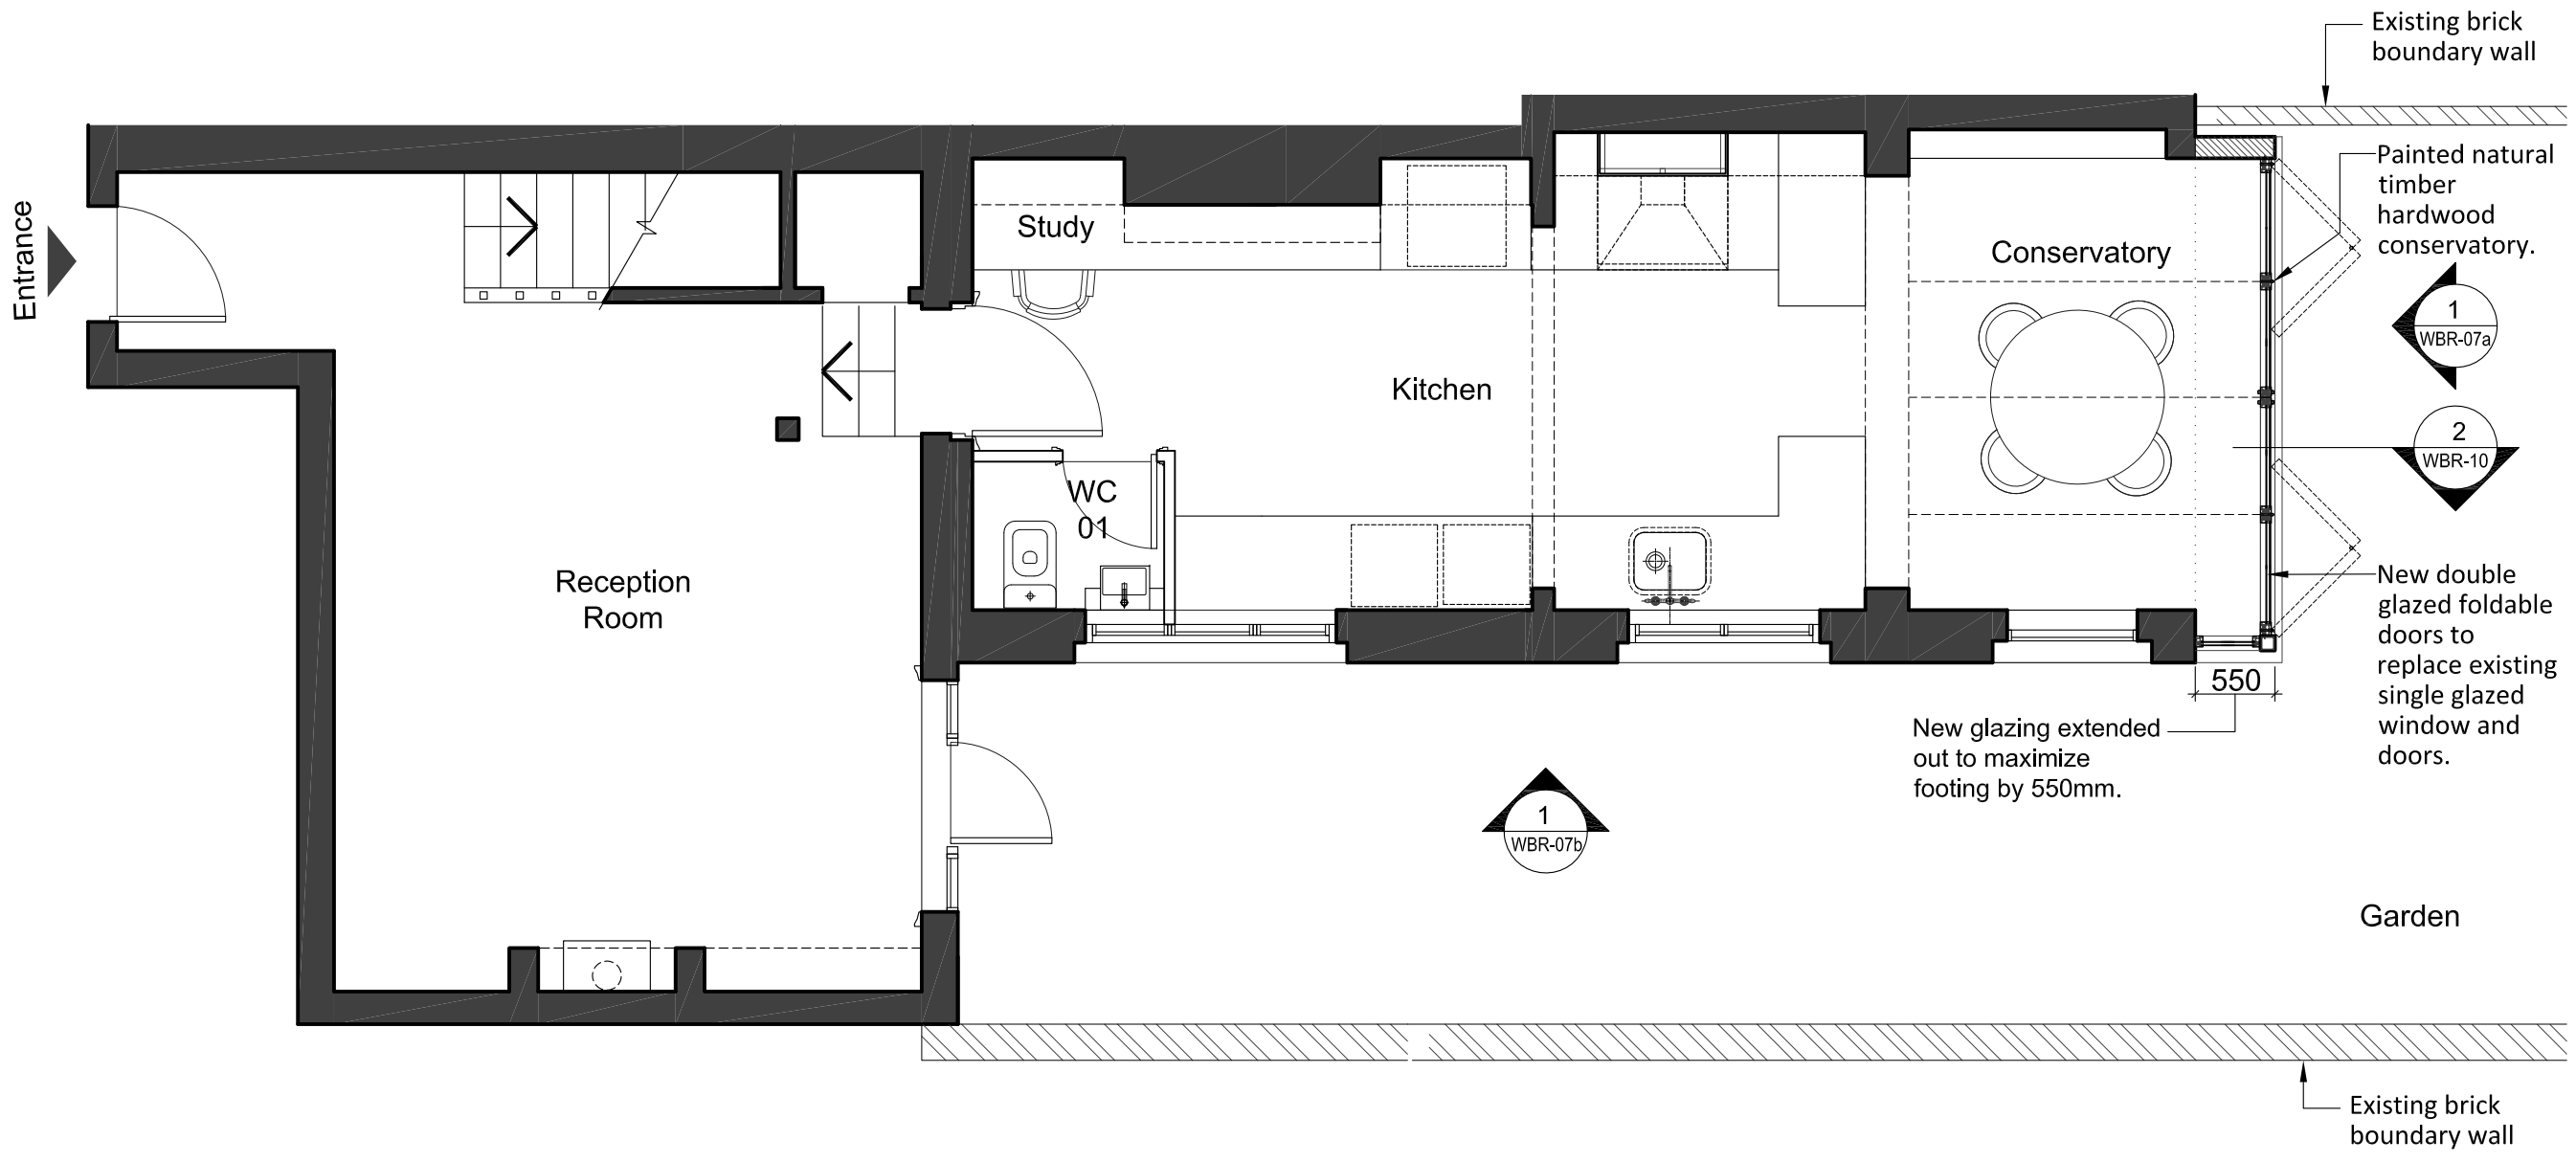 Existing brick
boundary wall
Painted natural
timber
hardwood
conservatory.
Entrance
Study
Conservatory
1
WBR-07a
Kitchen
2
WBR-10
WC
01
Reception
Room
New double
glazed foldable
doors to
replace existing
single glazed
window and
doors.
550
New glazing extended
out to maximize
footing by 550mm.
1
WBR-07b
Garden
Existing brick
boundary wall